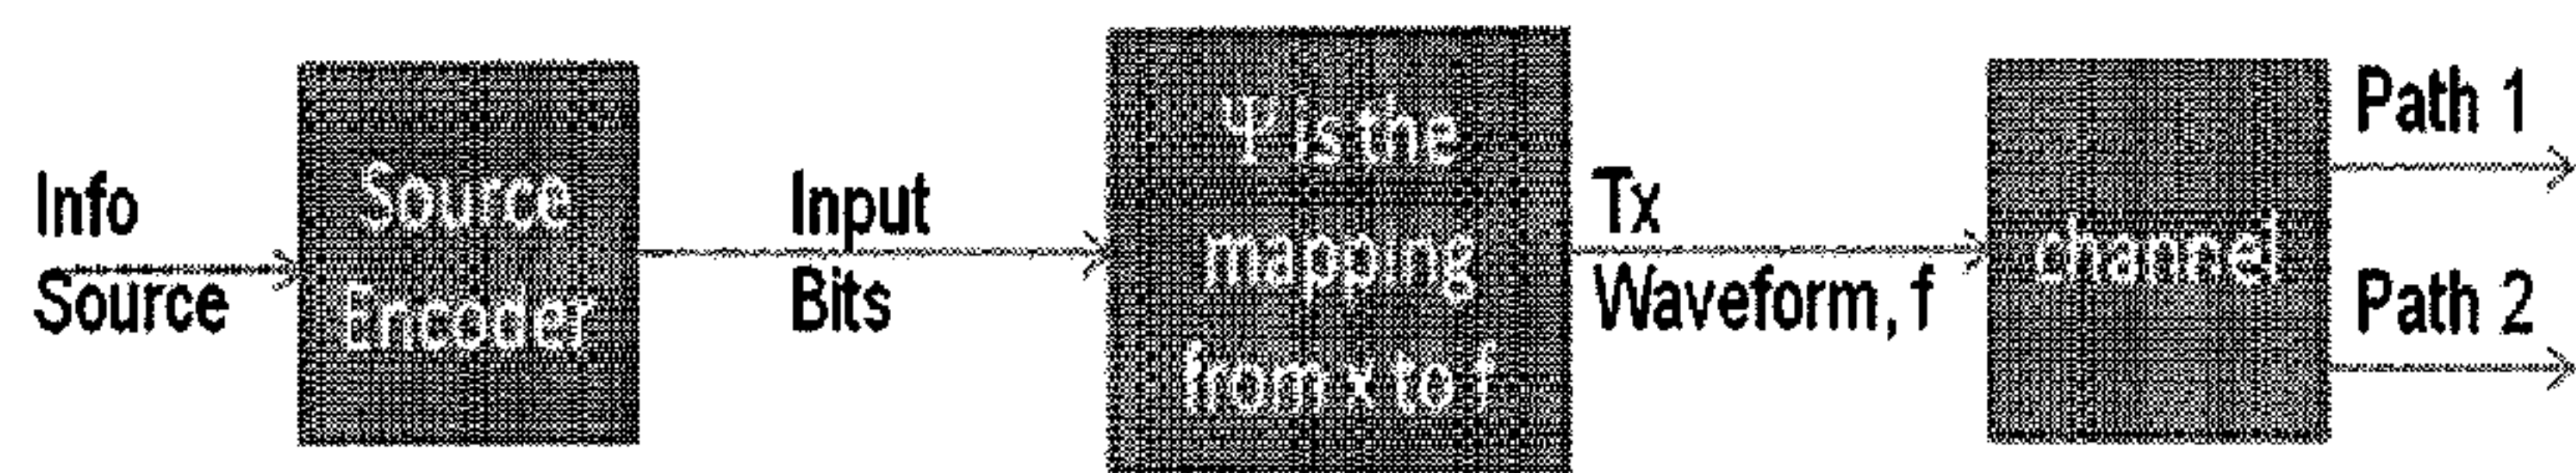 Info
Source
Source
Encoder
Input
Bits
Ψ is the
mapping
from x to f
Tx
Waveform, f
channel
Path 1
Path 2